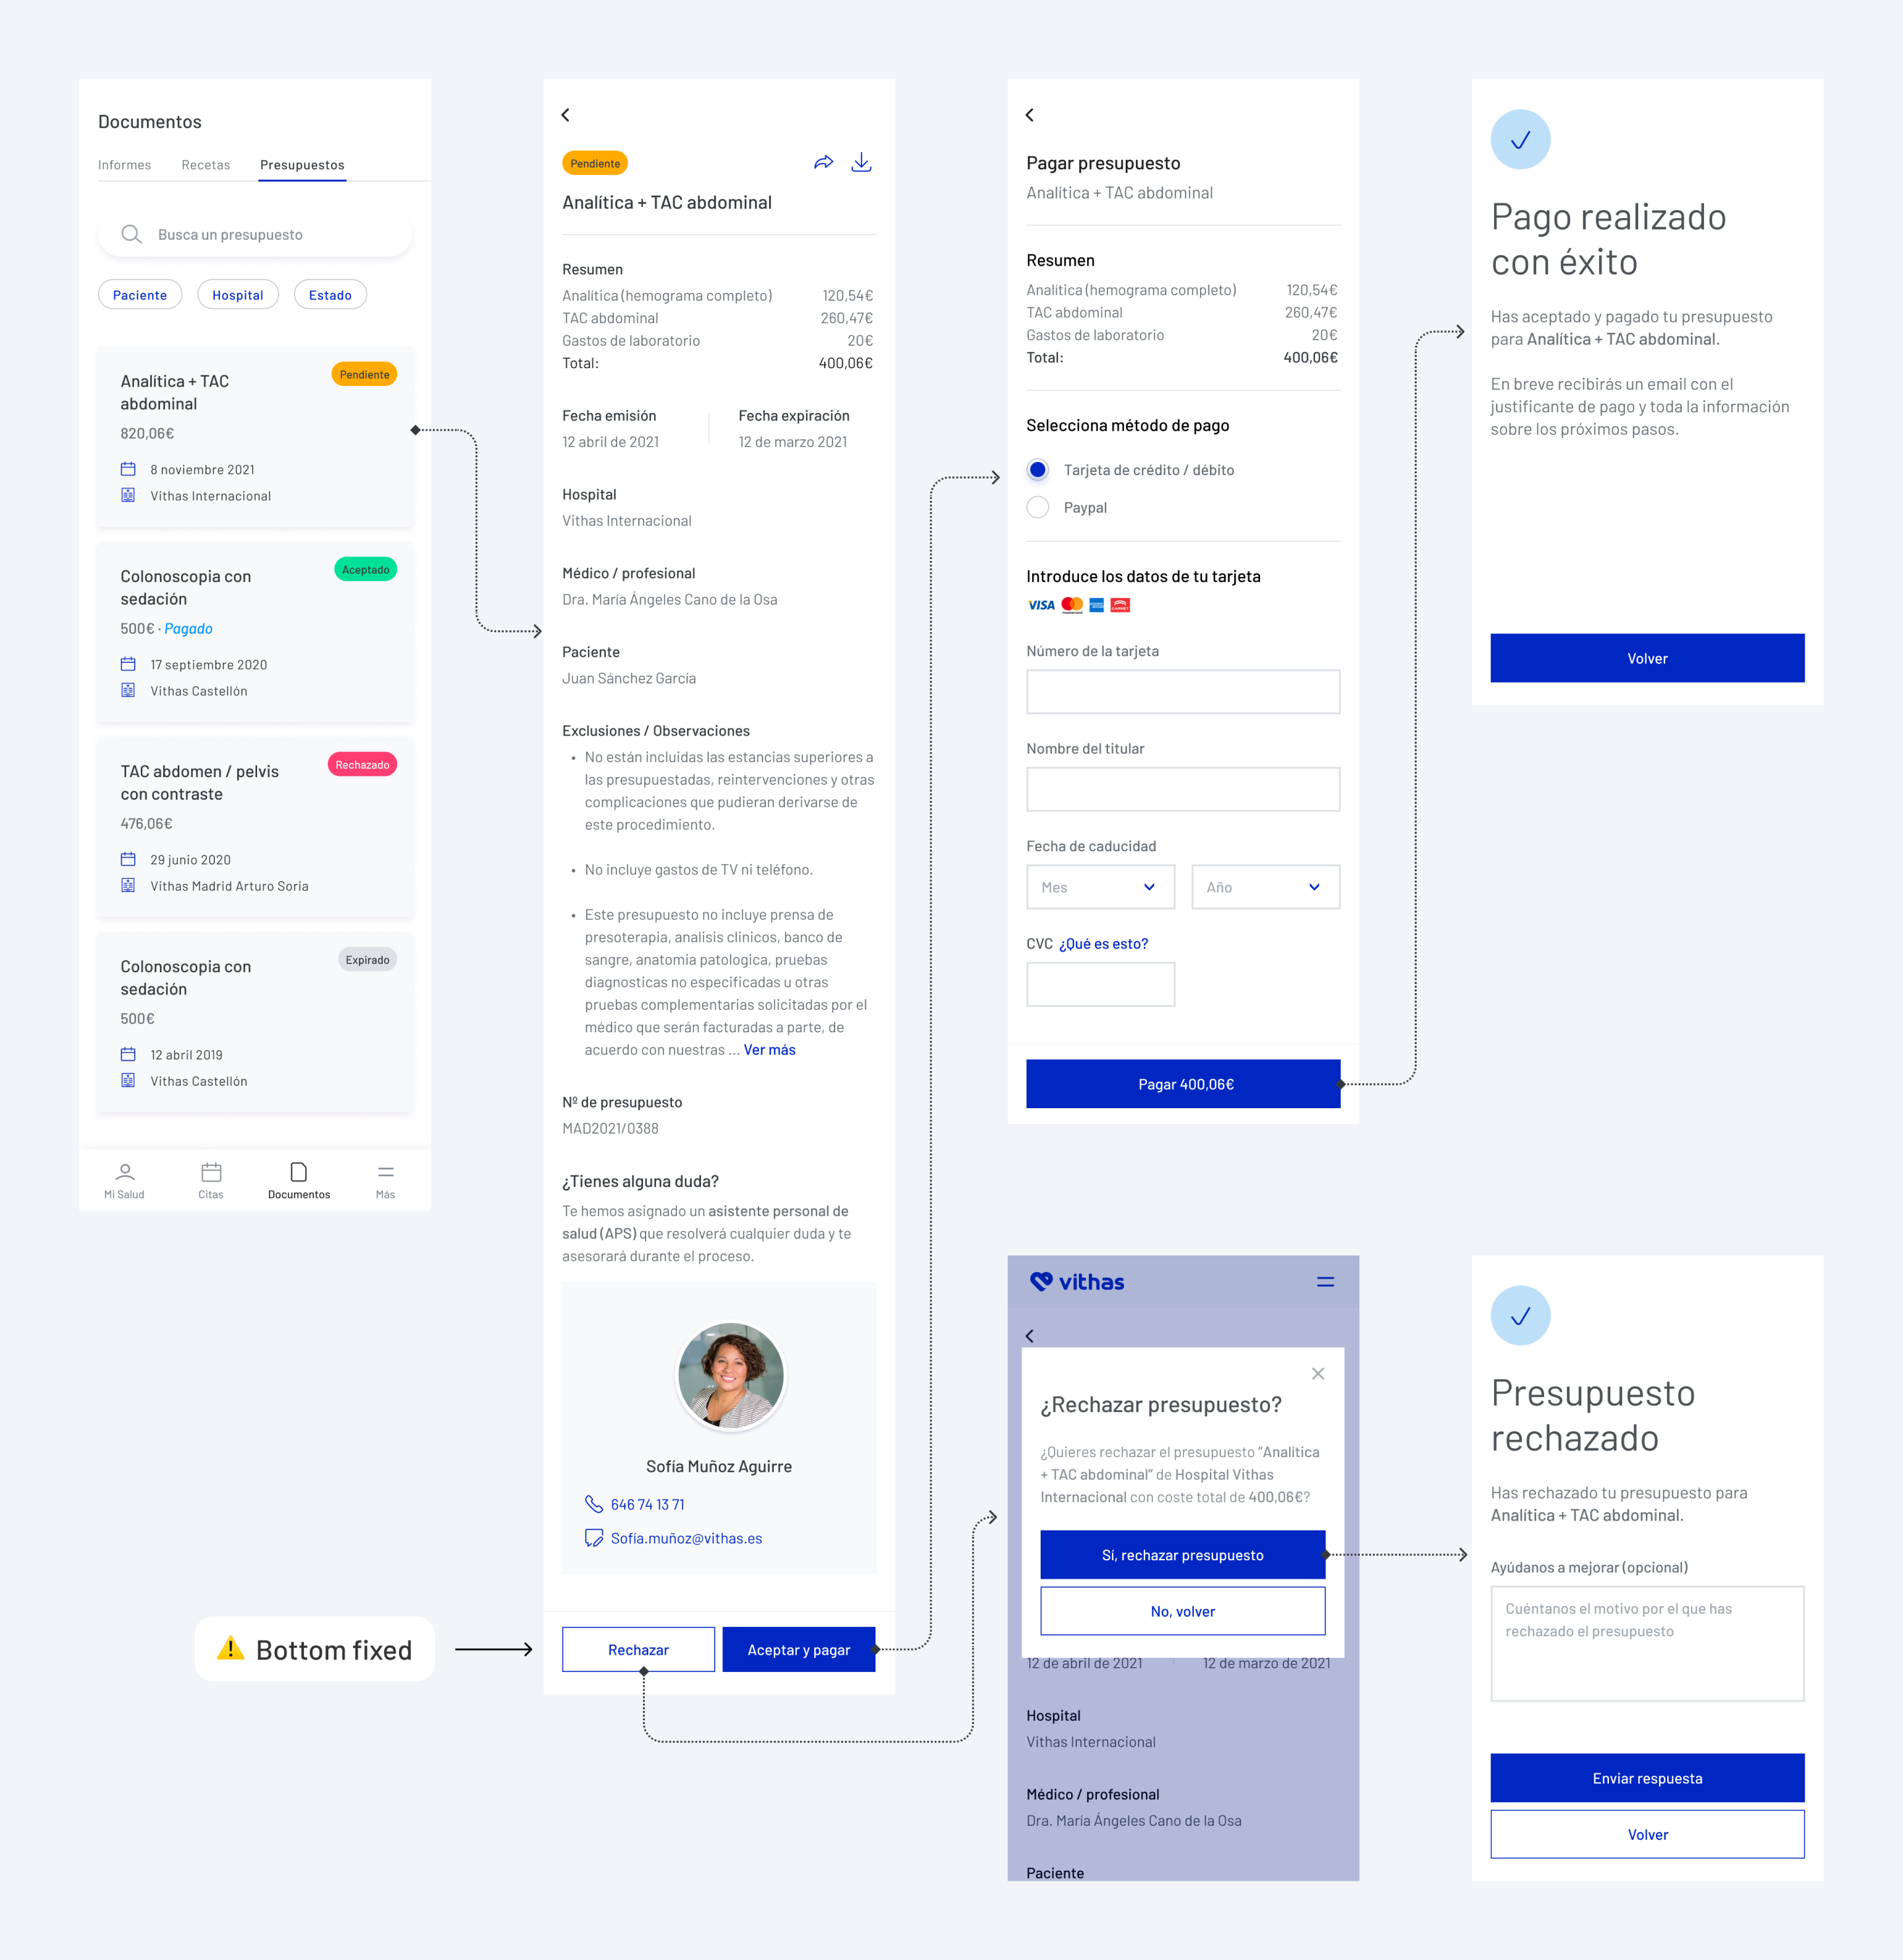 Documentos
Informes
Recetas
Presupuestos
Busca un presupuesto
Paciente
Hospital
Estado
Analítica + TAC
abdominal
Pendiente
820,06€
8 noviembre 2021
Vithas Internacional
Colonoscopia con
sedación
Aceptado
500€ · Pagado
17 septiembre 2020
Vithas Castellón
TAC abdomen / pelvis
con contraste
Rechazado
476,06€
29 junio 2020
Vithas Madrid Arturo Soria
Colonoscopia con
sedación
Expirado
500€
12 abril 2019
Vithas Castellón
Mi Salud
Citas
Documentos
Más
Bottom fixed
Pendiente
Analítica + TAC abdominal
Resumen
Analítica (hemograma completo) 120,54€
TAC abdominal 260,47€
Gastos de laboratorio 20€
Total: 400,06€
Fecha emisión
12 abril de 2021
Fecha expiración
12 de marzo 2021
Hospital
Vithas Internacional
Médico / profesional
Dra. María Ángeles Cano de la Osa
Paciente
Juan Sánchez García
Exclusiones / Observaciones
• No están incluidas las estancias superiores a
las presupuestadas, reintervenciones y otras
complicaciones que pudieran derivarse de
este procedimiento.
• No incluye gastos de TV ni teléfono.
• Este presupuesto no incluye prensa de
presoterapia, analisis clinicos, banco de
sangre, anatomia patologica, pruebas
diagnosticas no especificadas u otras
pruebas complementarias solicitadas por el
médico que serán facturadas a parte, de
acuerdo con nuestras ... Ver más
Nº de presupuesto
MAD2021/0388
¿Tienes alguna duda?
Te hemos asignado un asistente personal de
salud (APS) que resolverá cualquier duda y te
asesorará durante el proceso.
Sofía Muñoz Aguirre
646 74 13 71
Sofía.muñoz@vithas.es
Rechazar
Aceptar y pagar
Pagar presupuesto
Analítica + TAC abdominal
Resumen
Analítica (hemograma completo) 120,54€
TAC abdominal 260,47€
Gastos de laboratorio 20€
Total: 400,06€
Selecciona método de pago
Tarjeta de crédito / débito
Paypal
Introduce los datos de tu tarjeta
VISA
Número de la tarjeta
Nombre del titular
Fecha de caducidad
Mes
Año
CVC ¿Qué es esto?
Pagar 400,06€
Pago realizado
con éxito
Has aceptado y pagado tu presupuesto
para Analítica + TAC abdominal.
En breve recibirás un email con el
justificante de pago y toda la información
sobre los próximos pasos.
Volver
vithas
¿Rechazar presupuesto?
¿Quieres rechazar el presupuesto "Analítica
+ TAC abdominal" de Hospital Vithas
Internacional con coste total de 400,06€?
Sí, rechazar presupuesto
No, volver
12 de abril de 2021
12 de marzo de 2021
Hospital
Vithas Internacional
Médico / profesional
Dra. María Ángeles Cano de la Osa
Paciente
Presupuesto
rechazado
Has rechazado tu presupuesto para
Analítica + TAC abdominal.
Ayúdanos a mejorar (opcional)
Cuéntanos el motivo por el que has
rechazado el presupuesto
Enviar respuesta
Volver